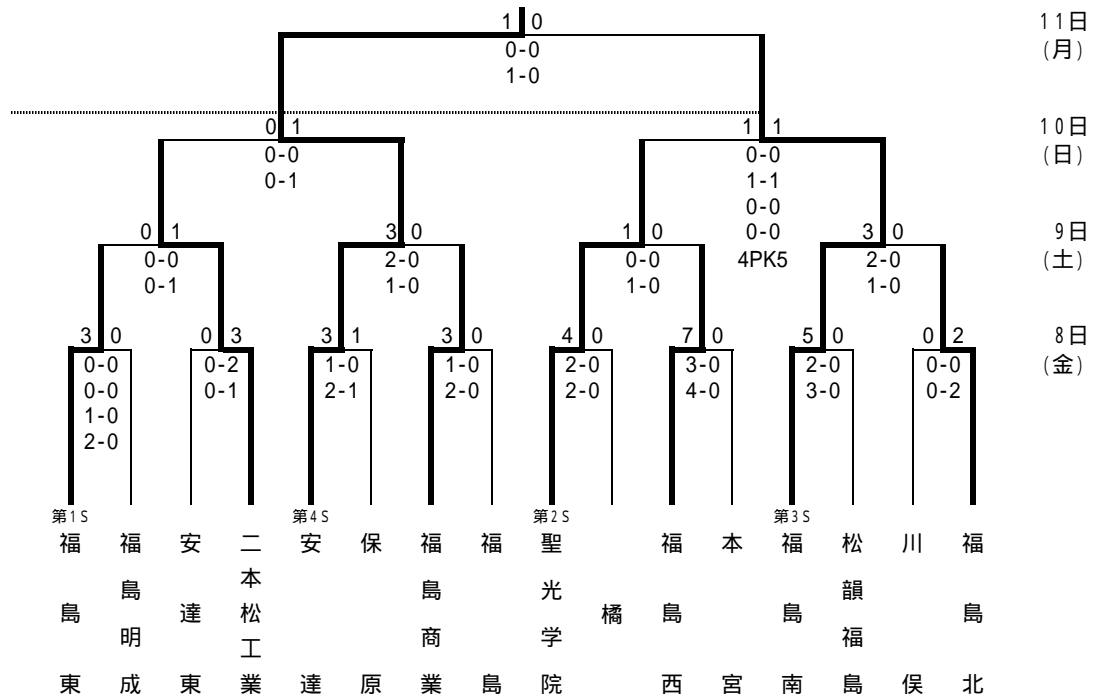 1 0
0-0
1-0
11日
(月)
0 1
0-0
0-1
1 1
0-0
1-1
0-0
0-0
4PK5
10日
(日)
0 1
0-0
0-1
3 0
2-0
1-0
1 0
0-0
1-0
3 0
2-0
1-0
9日
(土)
3 0
0-0
0-0
1-0
2-0
0 3
0-2
0-1
3 1
1-0
2-1
3 0
1-0
2-0
4 0
2-0
2-0
7 0
3-0
4-0
5 0
2-0
3-0
0 2
0-0
0-2
8日
(金)
第1S
福島東
福島明成
安達東
二本松工業
第4S
安達
保原
福島商業
福島
第2S
聖光学院
橘
福島西
本宮
第3S
福島南
松韻福島
川俣
福島北